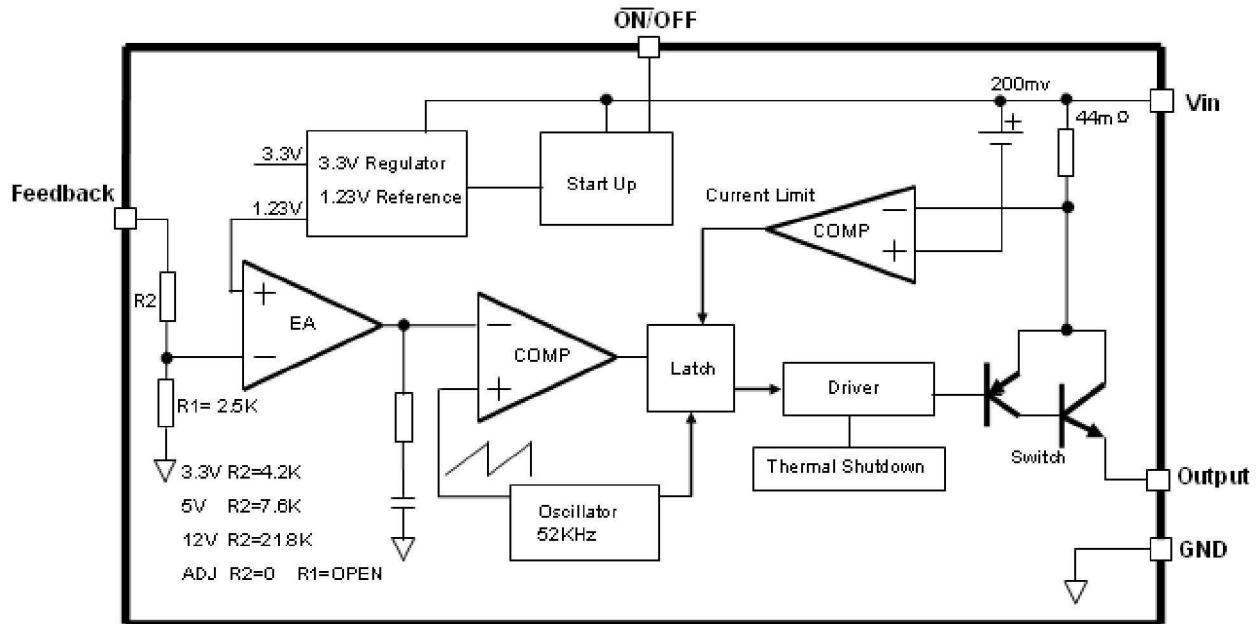 ON/OFF
200mv
Vin
44mΩ
3.3V
3.3V Regulator
1.23V Reference
Start Up
Feedback
1.23V
Current Limit
COMP
R2
EA
COMP
Latch
Driver
R1= 2.5K
Thermal Shutdown
Switch
Output
3.3V R2=4.2K
5V R2=7.6K
12V R2=21.8K
ADJ R2=0 R1=OPEN
Oscillator
52KHz
GND